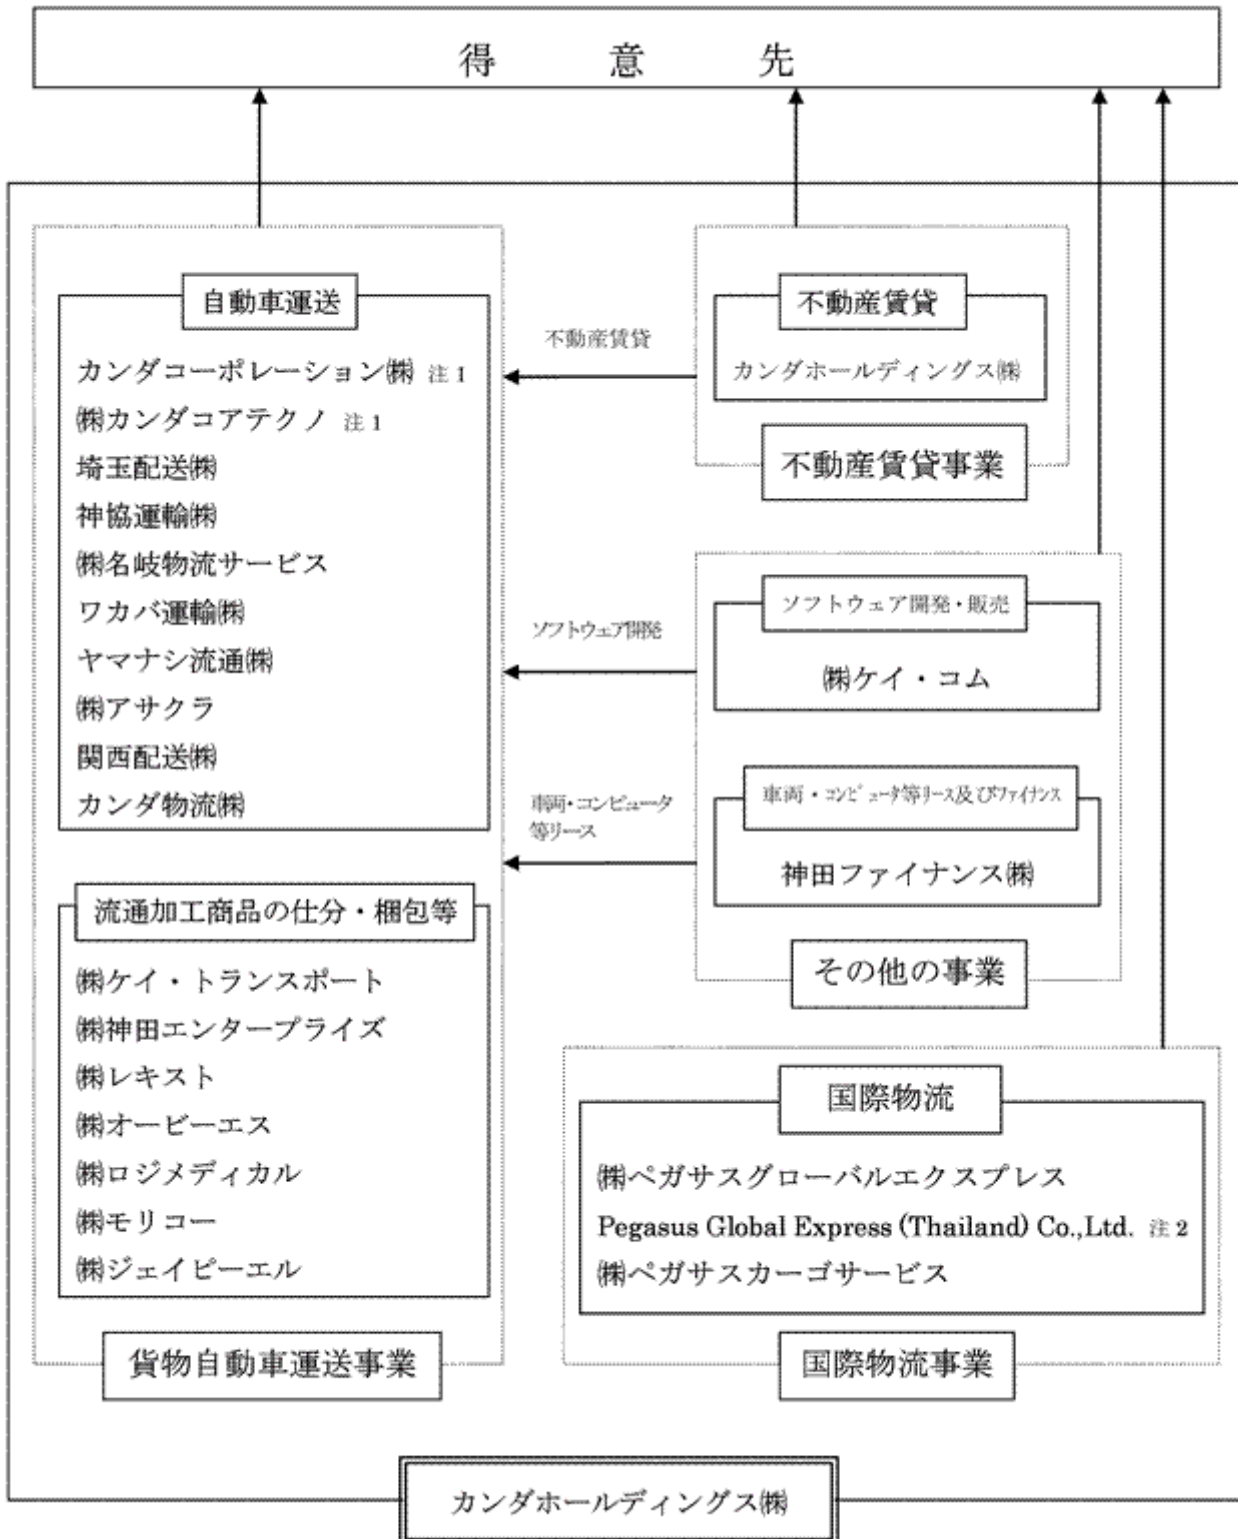 得意先
自動車運送
カンダコーポレーション㈱ 注1
㈱カンダコアテクノ 注1
埼玉配送㈱
神協運輸㈱
㈱名岐物流サービス
ワカバ運輸㈱
ヤマナシ流通㈱
㈱アサクラ
関西配送㈱
カンダ物流㈱
流通加工商品の仕分・梱包等
㈱ケイ・トランスポート
㈱神田エンタープライズ
㈱レキスト
㈱オービーエス
㈱ロジメディカル
㈱モリコー
㈱ジェイピーエル
貨物自動車運送事業
不動産賃貸
ソフトウェア開発
車両・コンピュータ
等リース
不動産賃貸
カンダホールディングス㈱
不動産賃貸事業
ソフトウェア開発・販売
㈱ケイ・コム
車両・コンピュータ等リース及びファイナンス
神田ファイナンス㈱
その他の事業
国際物流
㈱ペガサスグローバルエクスプレス
Pegasus Global Express (Thailand) Co.,Ltd. 注2
㈱ペガサスカーゴサービス
国際物流事業
カンダホールディングス㈱